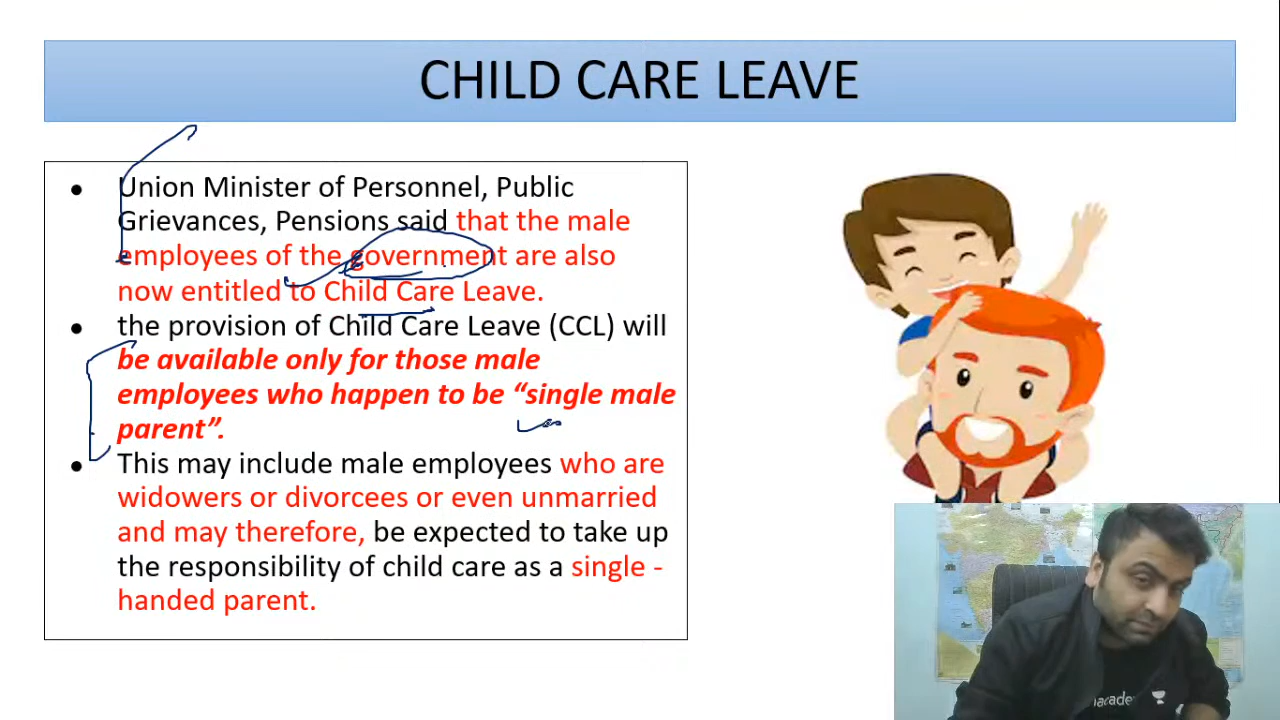 CHILD CARE LEAVE
● Union Minister of Personnel, Public
Grievances, Pensions said that the male
employees of the government are also
now entitled to Child Care Leave.
● the provision of Child Care Leave (CCL) will
be available only for those male
employees who happen to be “single male
parent”.
● This may include male employees who are
widowers or divorcees or even unmarried
and may therefore, be expected to take up
the responsibility of child care as a single -
handed parent.